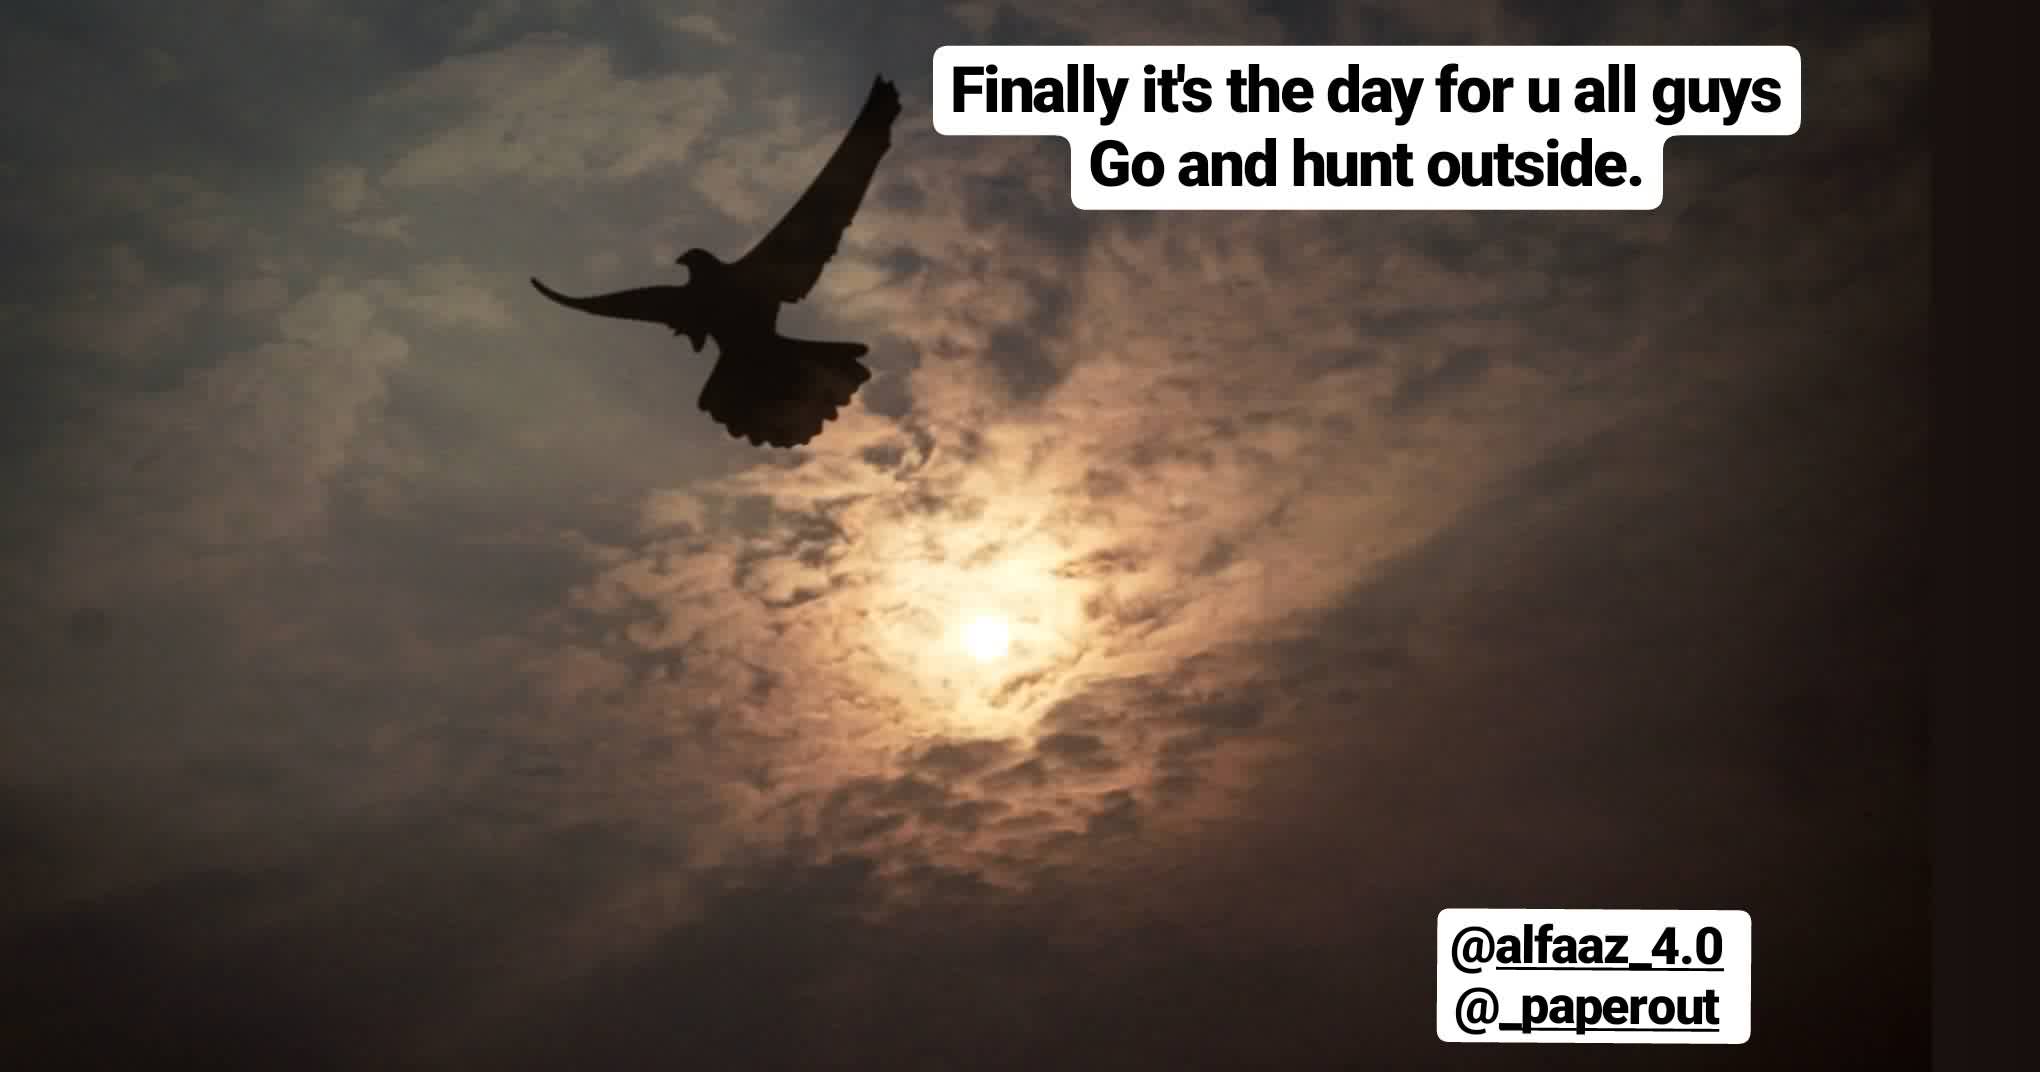 Finally it's the day for u all guys
Go and hunt outside.
@alfaaz_4.0
@_paperout